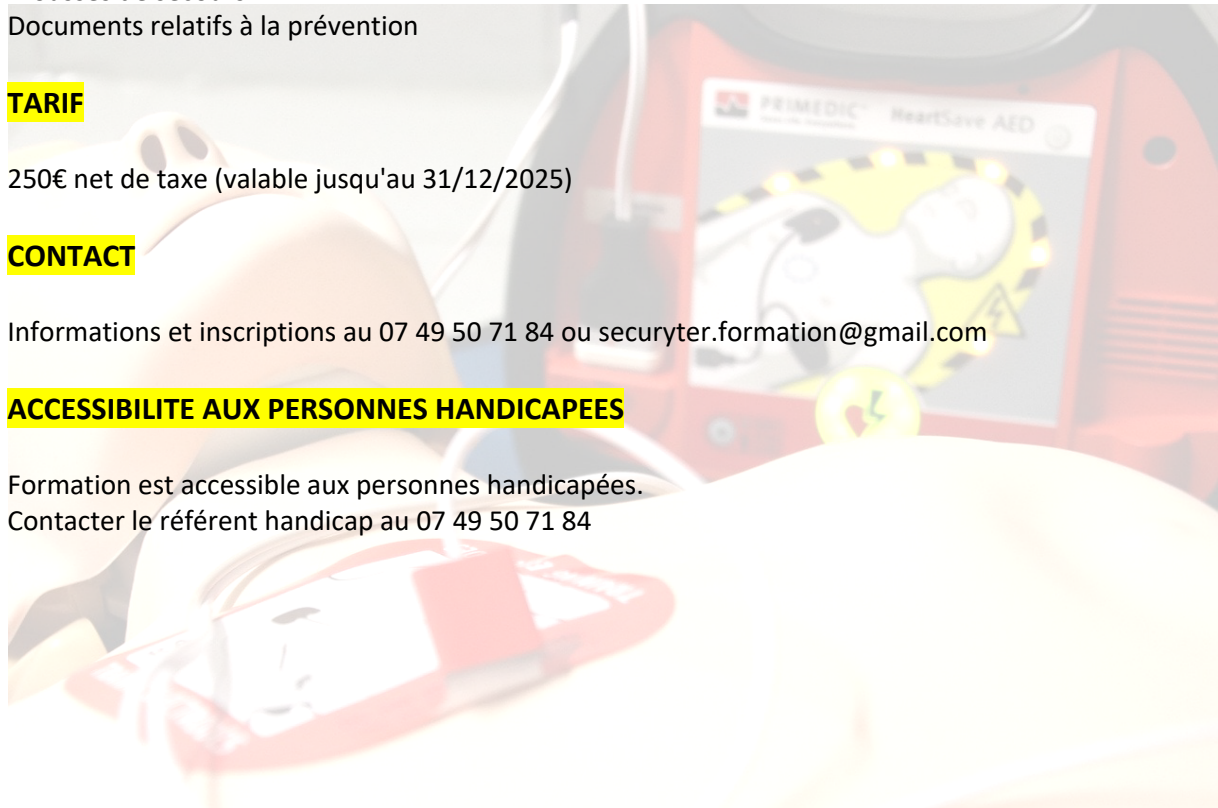 Documents relatifs à la prévention
TARIF
250€ net de taxe (valable jusqu'au 31/12/2025)
CONTACT
Informations et inscriptions au 07 49 50 71 84 ou securyter.formation@gmail.com
ACCESSIBILITE AUX PERSONNES HANDICAPEES
Formation est accessible aux personnes handicapées.
Contacter le référent handicap au 07 49 50 71 84
PRIMEDIC
HeartSave AED